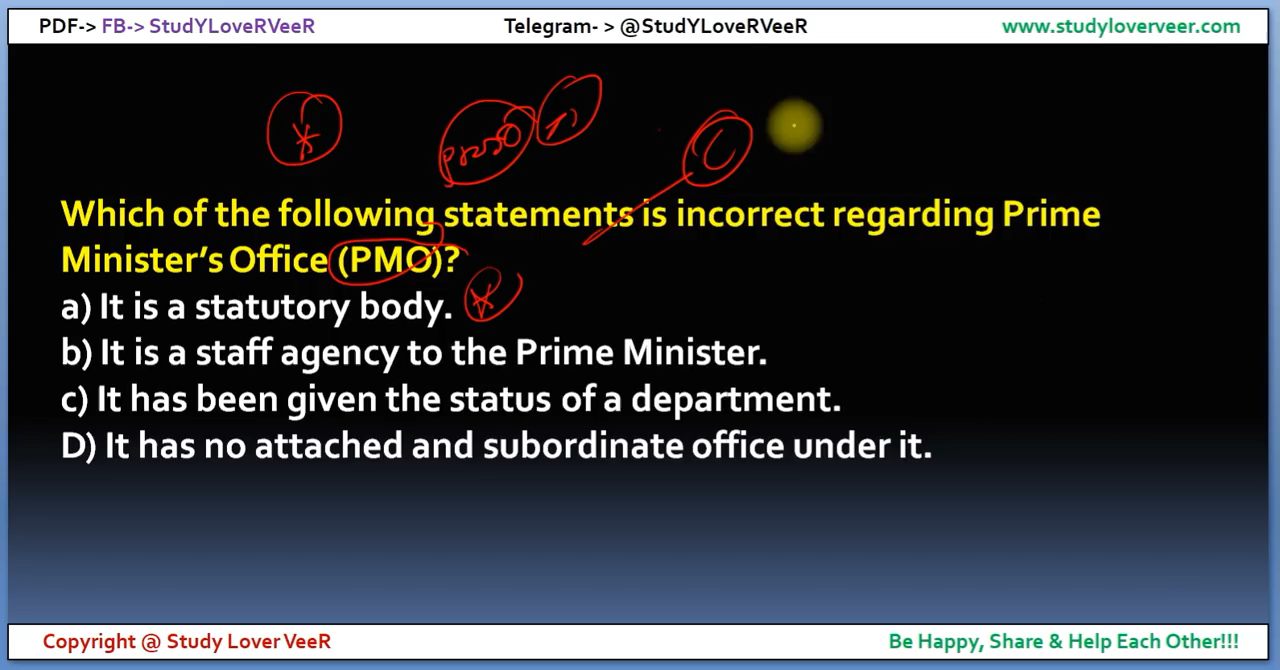 PDF-> FB-> StudYLoveRVeeR Telegram- > @StudYLoveRVeeR www.studyloverveer.com
Which of the following statements is incorrect regarding Prime
Minister’s Office (PMO)?
a) It is a statutory body.
b) It is a staff agency to the Prime Minister.
c) It has been given the status of a department.
D) It has no attached and subordinate office under it.
Copyright @ Study Lover VeeR Be Happy, Share & Help Each Other!!!